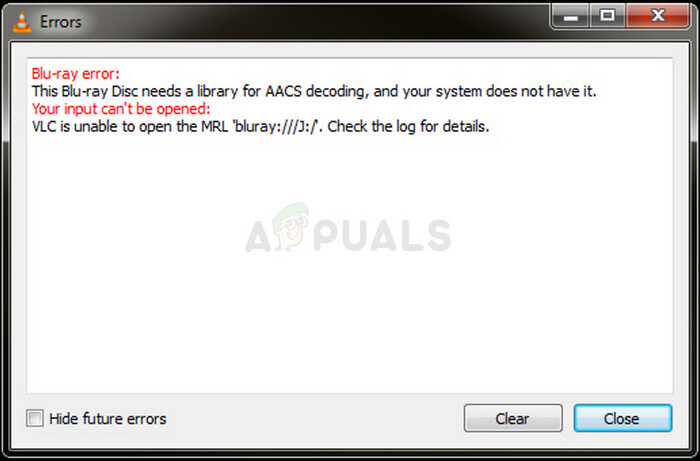 Errors
Blu-ray error:
This Blu-ray Disc needs a library for AACS decoding, and your system does not have it.
Your input can't be opened:
VLC is unable to open the MRL 'bluray:///J:/'. Check the log for details.
APPUALS
Hide future errors
Clear
Close